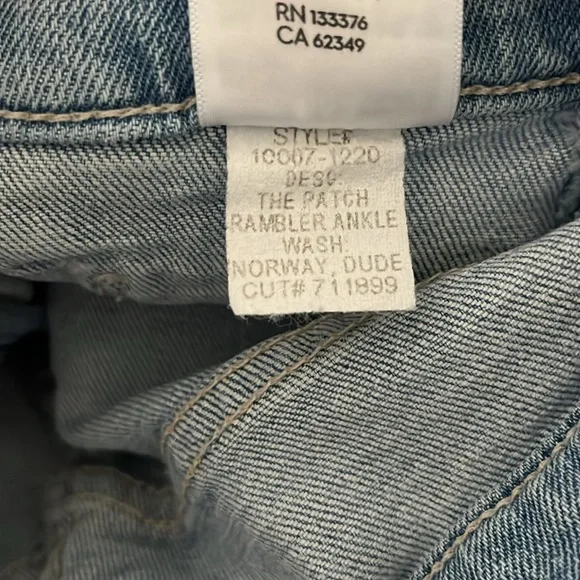 RN 133376
CA 62349
STYLE#
10007-1220
DESC:
THE PATCH
RAMBLER ANKLE
WASH:
NORWAY, DUDE
CUT# 711899